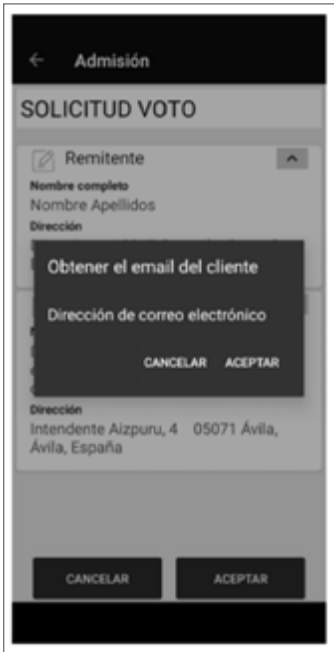 Admisión
SOLICITUD VOTO
Remitente
Nombre completo
Nombre Apellidos
Dirección
Obtener el email del cliente
Dirección de correo electrónico
CANCELAR ACEPTAR
Dirección
Intendente Aizpuru, 4 05071 Ávila,
Ávila, España
CANCELAR ACEPTAR